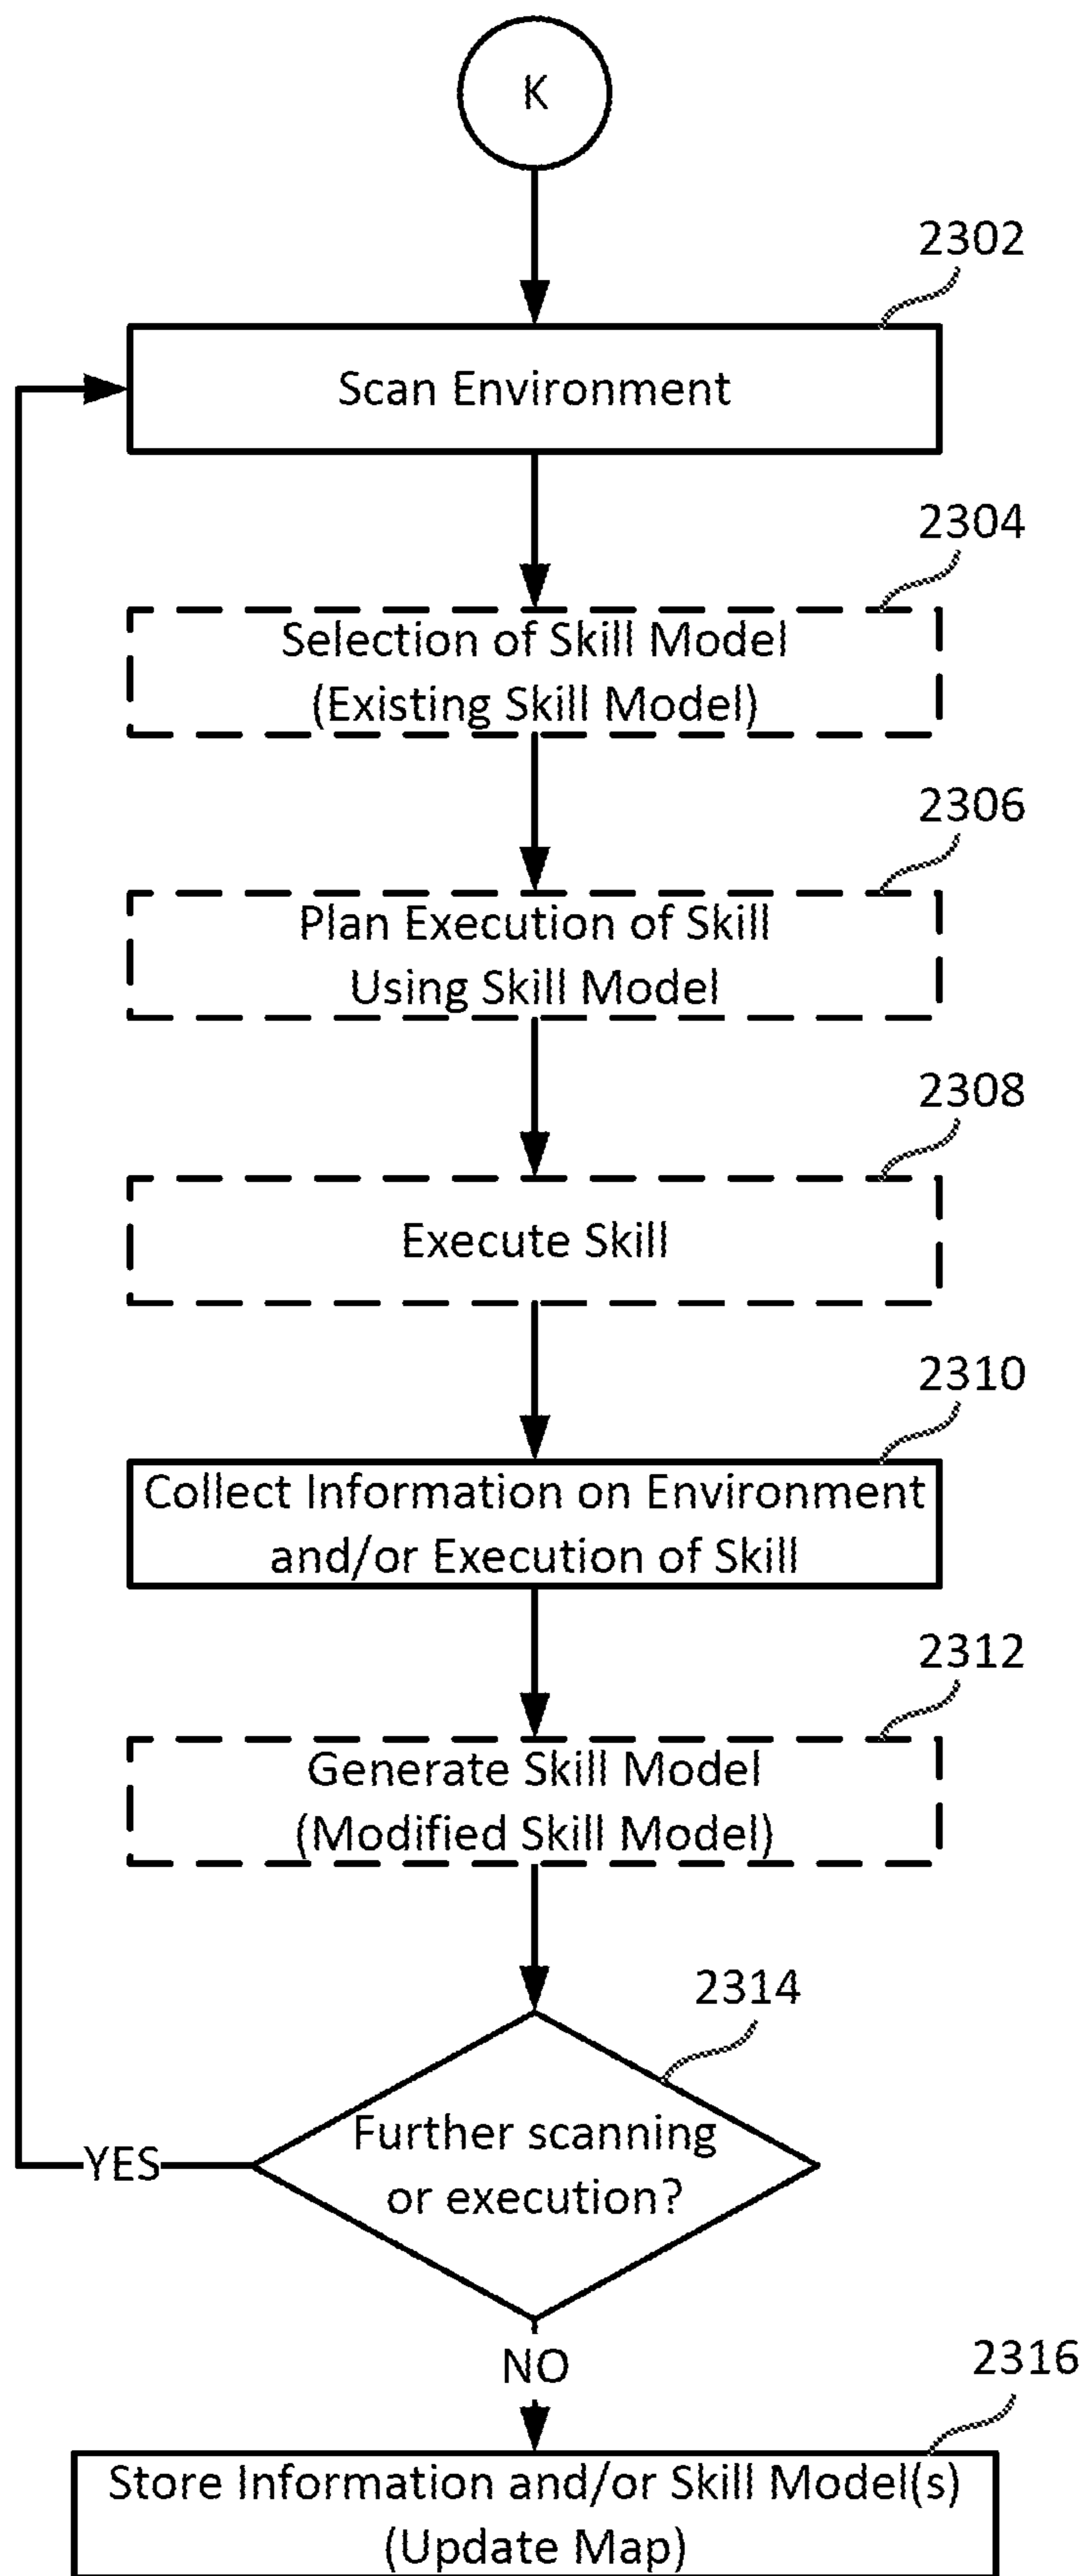 K
2302
Scan Environment
2304
Selection of Skill Model
(Existing Skill Model)
2306
Plan Execution of Skill
Using Skill Model
2308
Execute Skill
2310
Collect Information on Environment
and/or Execution of Skill
2312
Generate Skill Model
(Modified Skill Model)
2314
Further scanning
or execution?
YES
NO
2316
Store Information and/or Skill Model(s)
(Update Map)